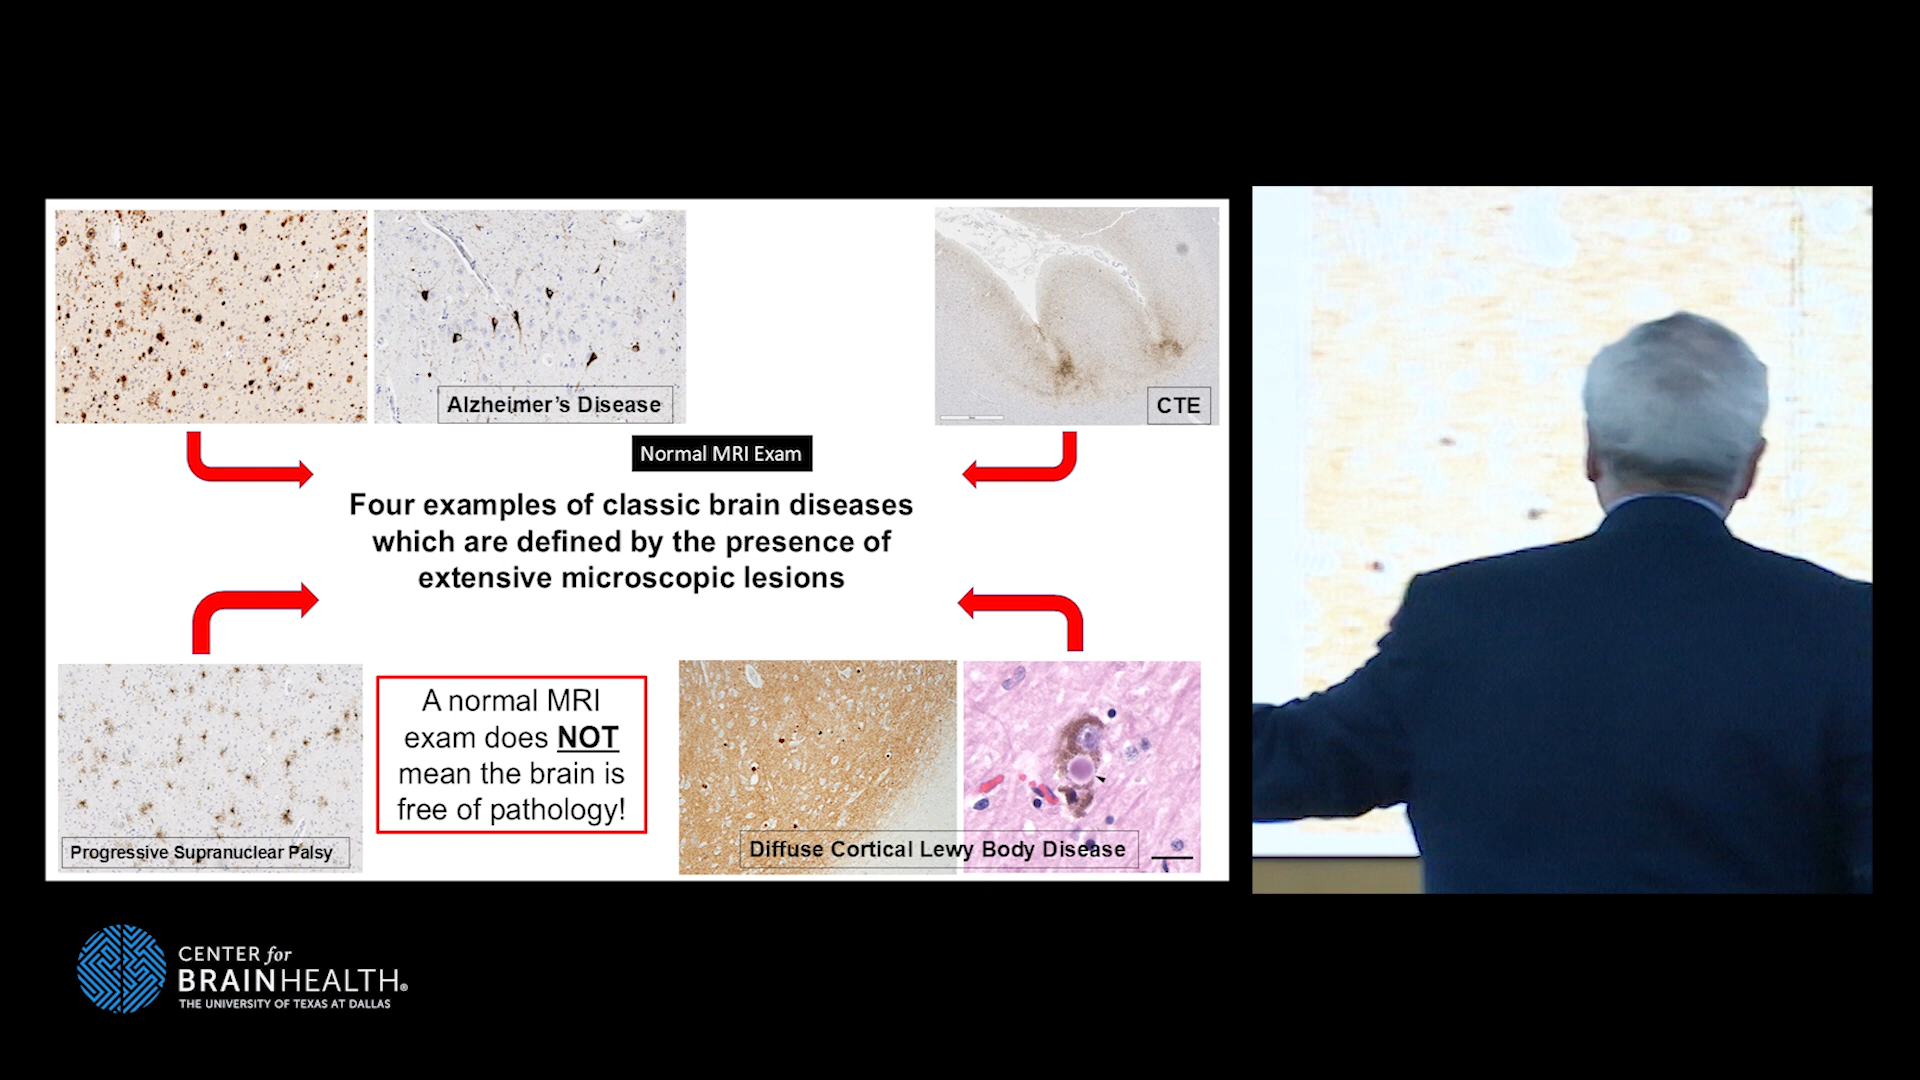 Alzheimer's Disease
CTE
Normal MRI Exam
Four examples of classic brain diseases
which are defined by the presence of
extensive microscopic lesions
A normal MRI
exam does NOT
mean the brain is
free of pathology!
Progressive Supranuclear Palsy
Diffuse Cortical Lewy Body Disease
CENTER for
BRAINHEALTH®
THE UNIVERSITY OF TEXAS AT DALLAS